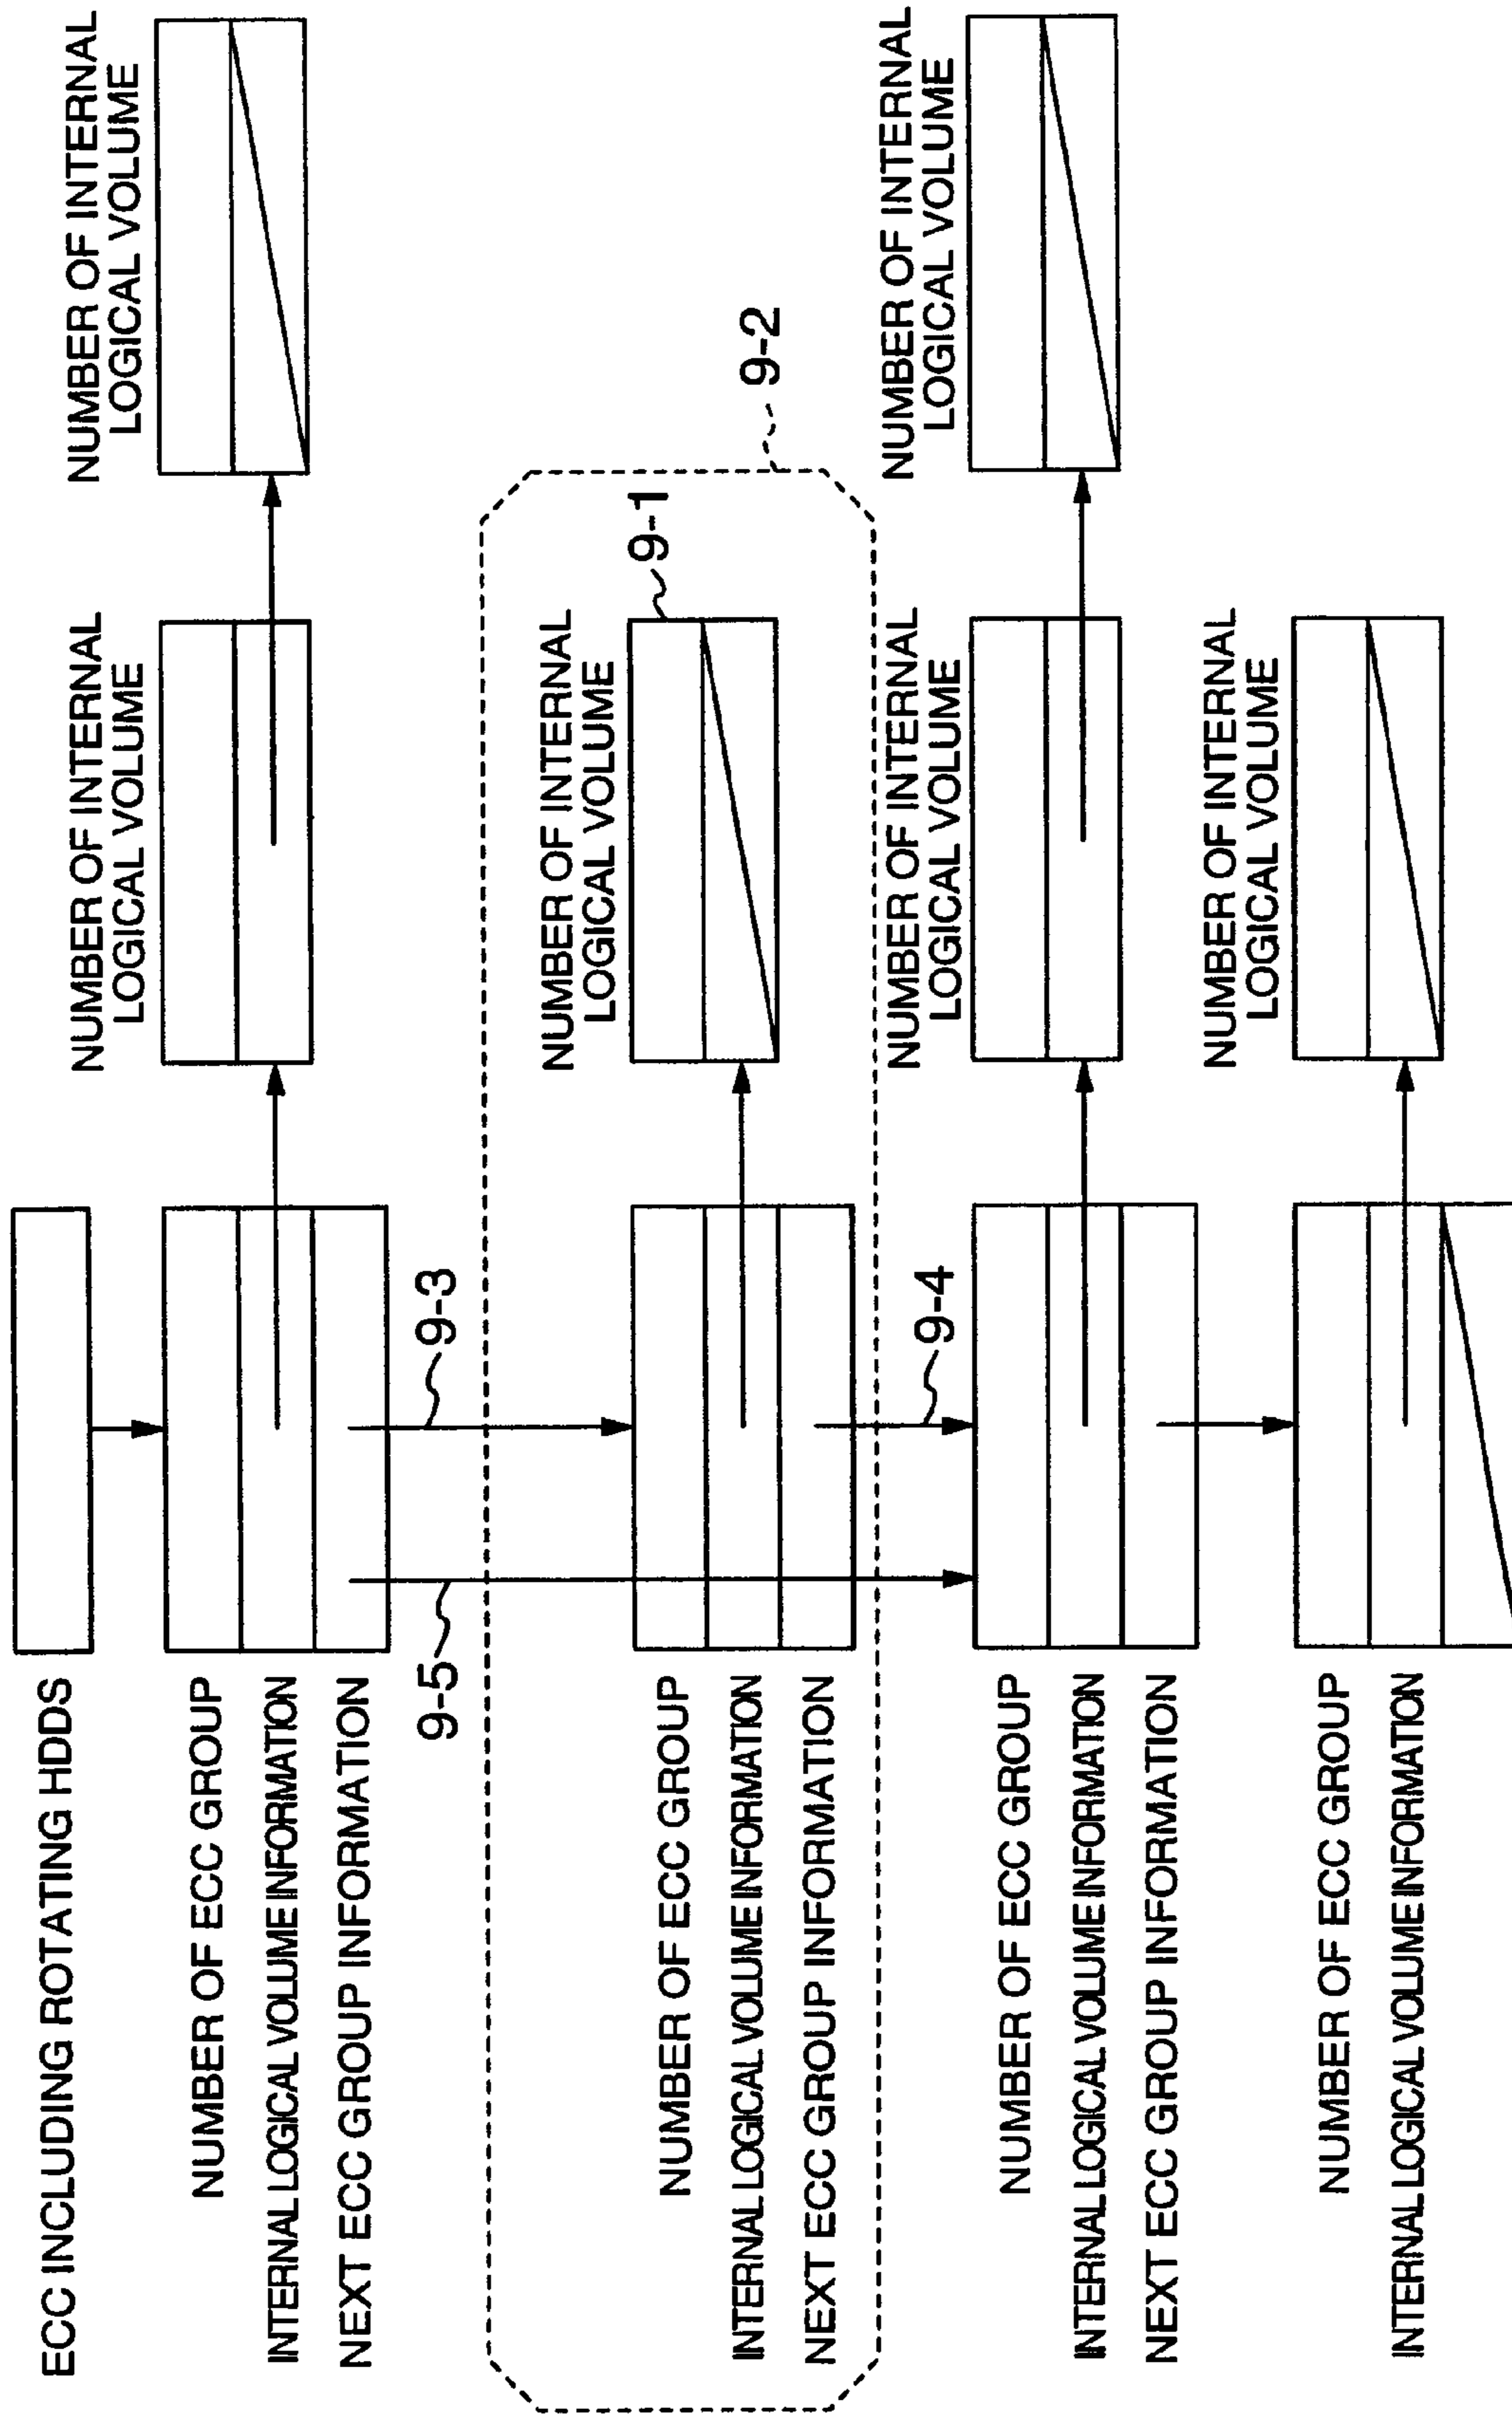 ECC INCLUDING ROTATING HDDS
NUMBER OF ECC GROUP
INTERNAL LOGICAL VOLUME INFORMATION
NEXT ECC GROUP INFORMATION
NUMBER OF INTERNAL
LOGICAL VOLUME
NUMBER OF INTERNAL
LOGICAL VOLUME
9-5
9-3
9-2
NUMBER OF ECC GROUP
INTERNAL LOGICAL VOLUME INFORMATION
NEXT ECC GROUP INFORMATION
NUMBER OF INTERNAL
LOGICAL VOLUME
9-1
9-4
NUMBER OF ECC GROUP
INTERNAL LOGICAL VOLUME INFORMATION
NEXT ECC GROUP INFORMATION
NUMBER OF INTERNAL
LOGICAL VOLUME
NUMBER OF INTERNAL
LOGICAL VOLUME
NUMBER OF ECC GROUP
INTERNAL LOGICAL VOLUME INFORMATION
NUMBER OF INTERNAL
LOGICAL VOLUME